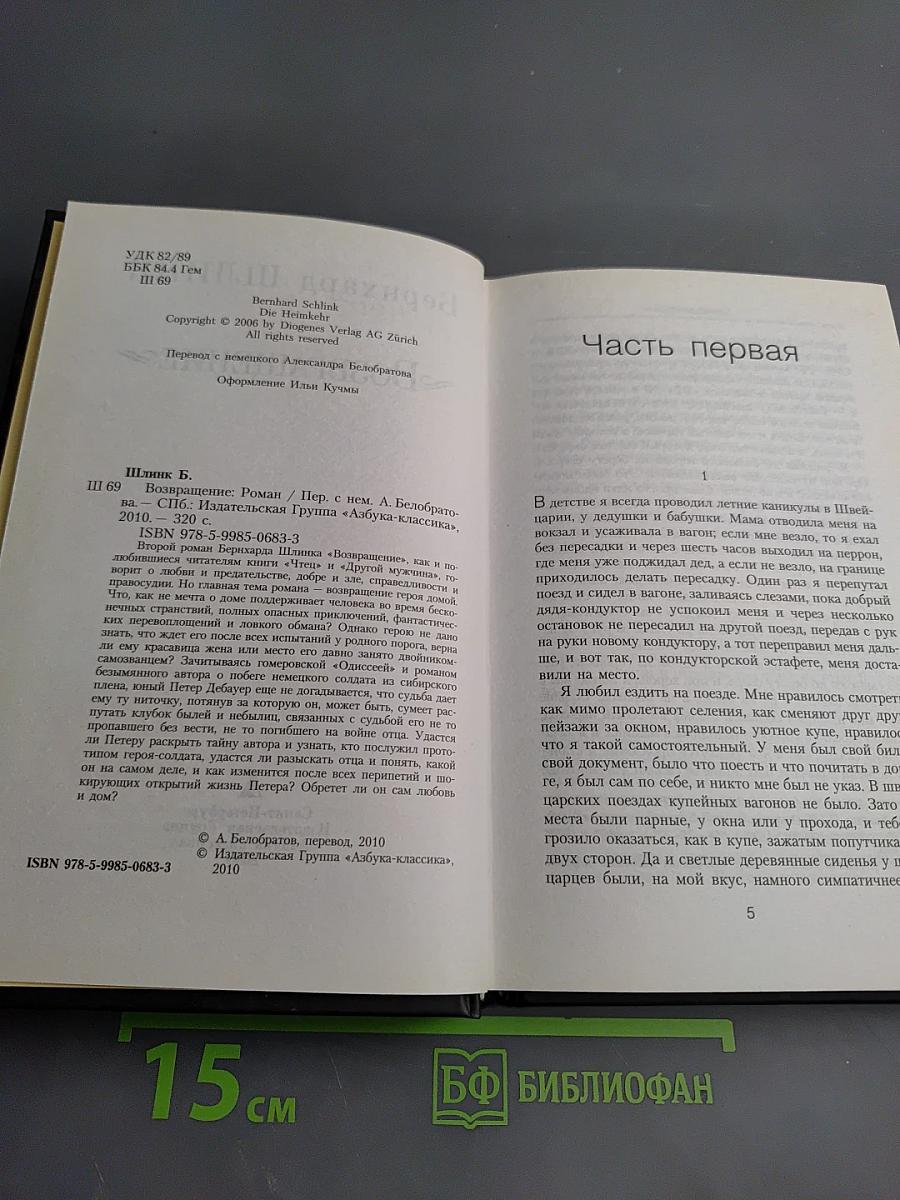 УДК 82/89
ББК 84.4 Гем
Ш 69
Bernhard Schlink
Die Heimkehr
Copyright © 2006 by Diogenes Verlag AG Zürich
All rights reserved
Перевод с немецкого Александра Белобратова
Оформление Ильи Кучмы
Шлинк Б.
Ш 69 Возвращение: Роман / Пер. с нем. А. Белобрато-
ва. — СПб.: Издательская Группа «Азбука-классика»,
2010. — 320 с.
ISBN 978-5-9985-0683-3
Второй роман Бернхарда Шлинка «Возвращение», как и по-
любившиеся читателям книги «Чтец» и «Другой мужчина», го-
ворит о любви и предательстве, добре и зле, справедливости и
правосудии. Но главная тема романа — возвращение героя домой.
Что, как не мечта о доме поддерживает человека во время беско-
нечных странствий, полных опасных приключений, фантастичес-
ких перевоплощений и ловкого обмана? Однако герою не дано
знать, что ждет его после всех испытаний у родного порога, верна
ли ему красавица жена или место его давно занято двойником-
самозванцем? Зачитываясь гомеровской «Одиссеей» и романом
безымянного автора о побеге немецкого солдата из сибирского
плена, юный Петер Дебауер еще не догадывается, что судьба дает
ему ту ниточку, потянув за которую он, может быть, сумеет рас-
путать клубок былей и небылиц, связанных с судьбой его не то
пропавшего без вести, не то погибшего на войне отца. Удастся
ли Петеру раскрыть тайну автора и узнать, кто послужил прото-
типом героя-солдата, удастся ли разыскать отца и понять, какой
он на самом деле, и как изменится после всех перипетий и шо-
кирующих открытий жизнь Петера? Обретет ли он сам любовь
и дом?
© А. Белобратов, перевод, 2010
© Издательская Группа «Азбука-классика»,
2010
ISBN 978-5-9985-0683-3
Часть первая
1
В детстве я всегда проводил летние каникулы в Швей-
царии, у дедушки и бабушки. Мама отводила меня на
вокзал и усаживала в вагон; если мне везло, то я ехал
без пересадки и через шесть часов выходил на перрон,
где меня уже поджидал дед, а если не везло, на границе
приходилось делать пересадку. Один раз я перепутал
поезд и сидел в вагоне, заливаясь слезами, пока добрый
дядя-кондуктор не успокоил меня и через несколько
остановок не пересадил на другой поезд, передав с рук
на руки новому кондуктору, а тот переправил меня даль-
ше, и вот так, по кондукторской эстафете, меня доста-
вили на место.
Я любил ездить на поезде. Мне нравилось смотреть
как мимо пролетают селения, как сменяют друг дру
пейзажи за окном, нравилось уютное купе, нравилос
что я такой самостоятельный. У меня был свой бил
свой документ, было что поесть и что почитать в до
ге, я был сам по себе, и никто мне был не указ. В шв
царских поездах купейных вагонов не было. Зато
места были парные, у окна или у прохода, и теб
грозило оказаться, как в купе, зажатым попутчика
двух сторон. Да и светлые деревянные сиденья у ш
царцев были, на мой вкус, намного симпатичнее
5
15 см
БФ БИБЛИОФАН